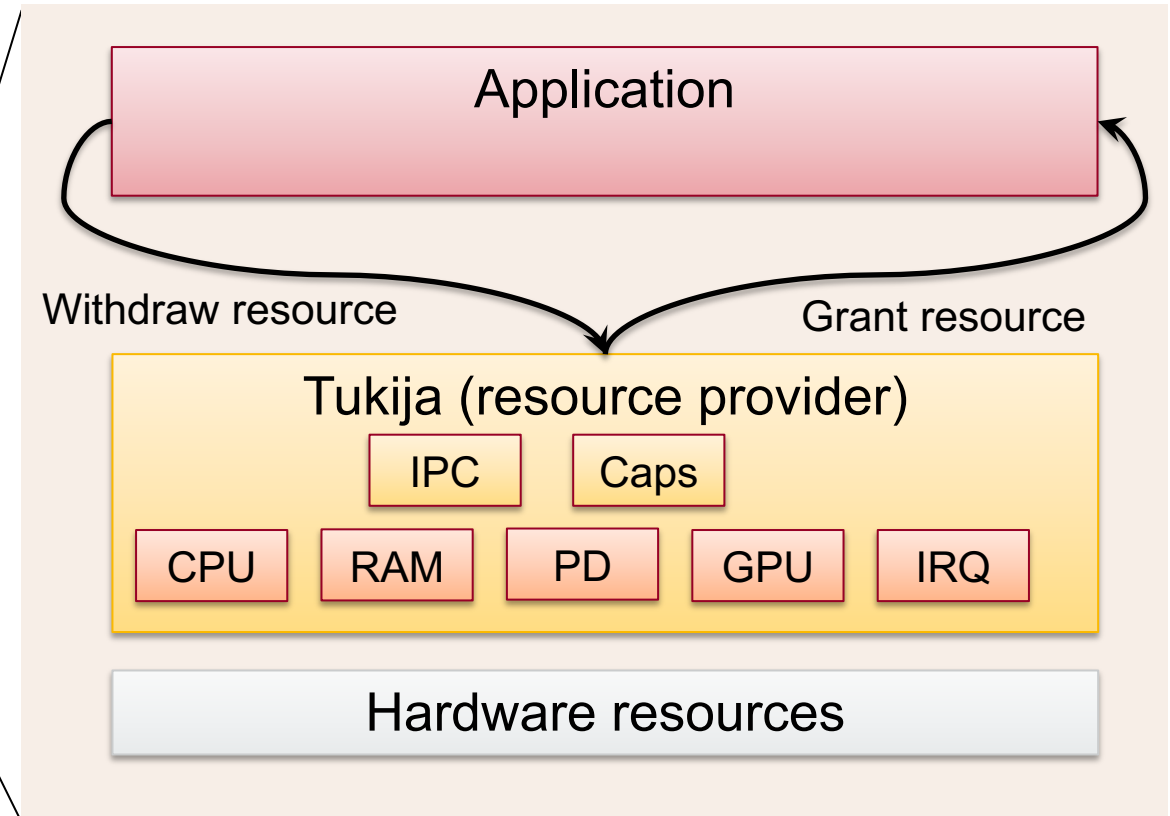 Application
Withdraw resource
Grant resource
Tukija (resource provider)
IPC
Caps
CPU
RAM
PD
GPU
IRQ
Hardware resources